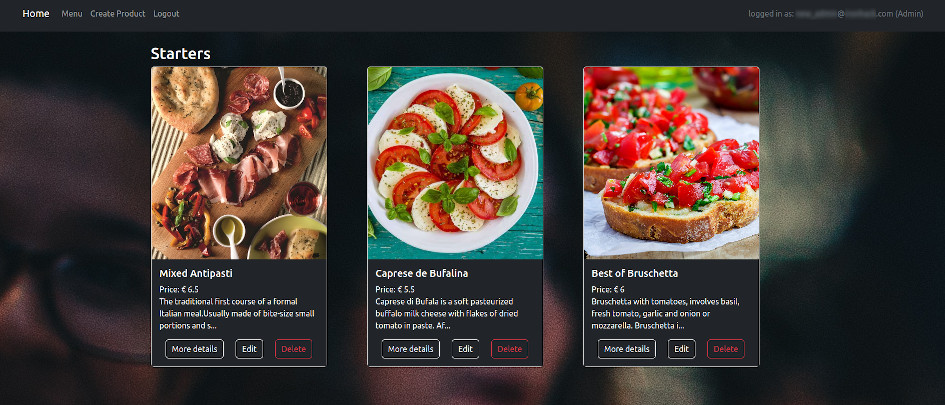 Home Menu Create Product Logout logged in as: @ .com (Admin)
Starters
Mixed Antipasti
Price: € 6.5
The traditional first course of a formal
Italian meal.Usually made of bite-size small
portions and s...
More details Edit Delete
Caprese de Bufalina
Price: € 5.5
Caprese di Bufala is a soft pasteurized
buffalo milk cheese with flakes of dried
tomato in paste. Af...
More details Edit Delete
Best of Bruschetta
Price: € 6
Bruschetta with tomatoes, involves basil,
fresh tomato, garlic and onion or
mozzarella. Bruschetta i...
More details Edit Delete